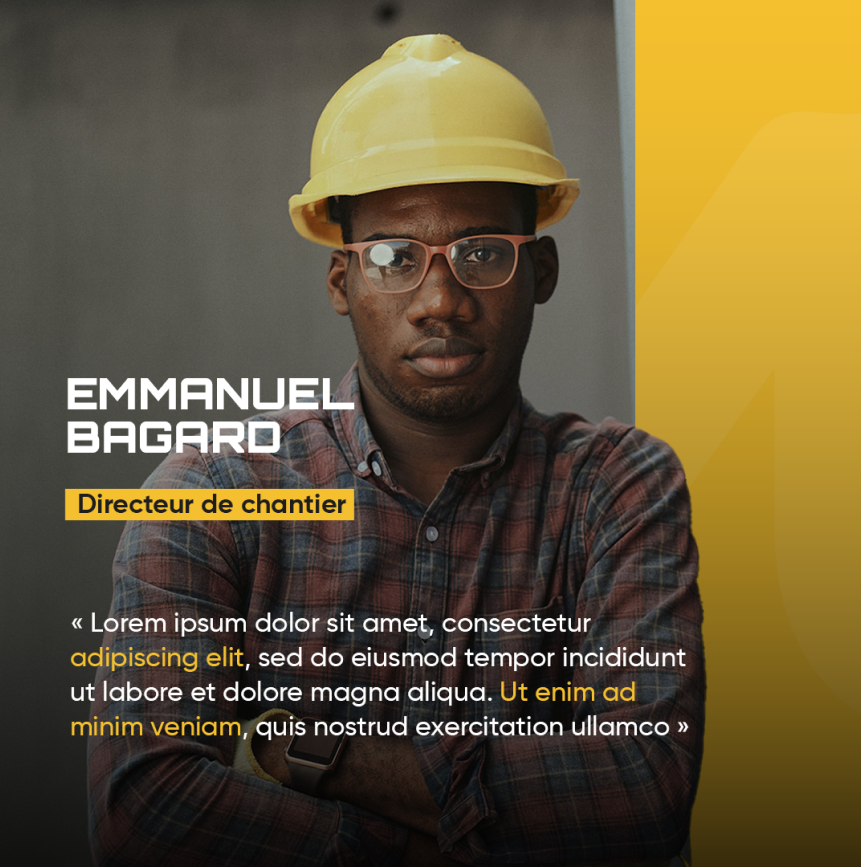 EMMANUEL
BAGARD
Directeur de chantier
« Lorem ipsum dolor sit amet, consectetur
adipiscing elit, sed do eiusmod tempor incididunt
ut labore et dolore magna aliqua. Ut enim ad
minim veniam, quis nostrud exercitation ullamco »